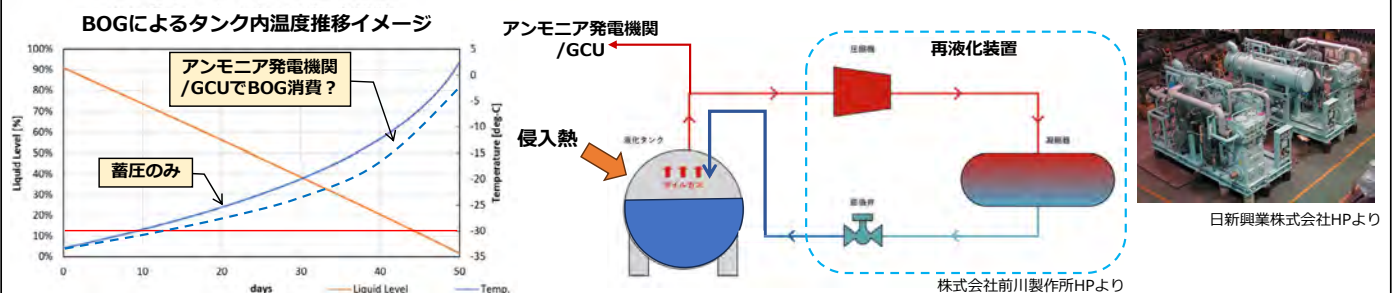 BOGによるタンク内温度推移イメージ
100%
90%
80%
70%
60%
50%
40%
30%
20%
10%
0%
Liquid Level [%]
アンモニア発電機関
/GCUでBOG消費？
蓄圧のみ
5
0
-5
-10
-15
-20
-25
-30
-35
Temperature [deg-C]
0
10
20
30
40
50
days
Liquid Level
Temp.
アンモニア発電機関
/GCU
侵入熱
液化タンク
ボイルガス
再液化装置
圧縮機
凝縮器
膨張弁
株式会社前川製作所HPより
日新興業株式会社HPより